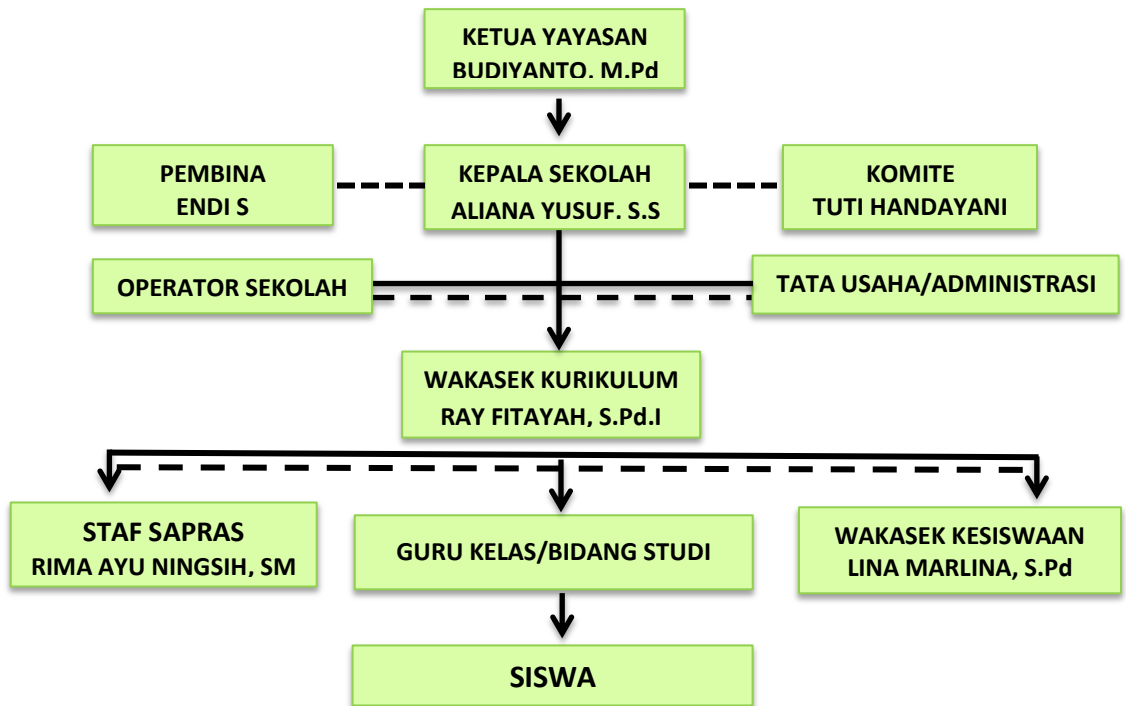 KETUA YAYASAN
BUDIYANTO. M.Pd
PEMBINA
ENDI S
KEPALA SEKOLAH
ALIANA YUSUF. S.S
KOMITE
TUTI HANDAYANI
OPERATOR SEKOLAH
TATA USAHA/ADMINISTRASI
WAKASEK KURIKULUM
RAY FITAYAH, S.Pd.I
STAF SAPRAS
RIMA AYU NINGSIH, SM
GURU KELAS/BIDANG STUDI
WAKASEK KESISWAAN
LINA MARLINA, S.Pd
SISWA